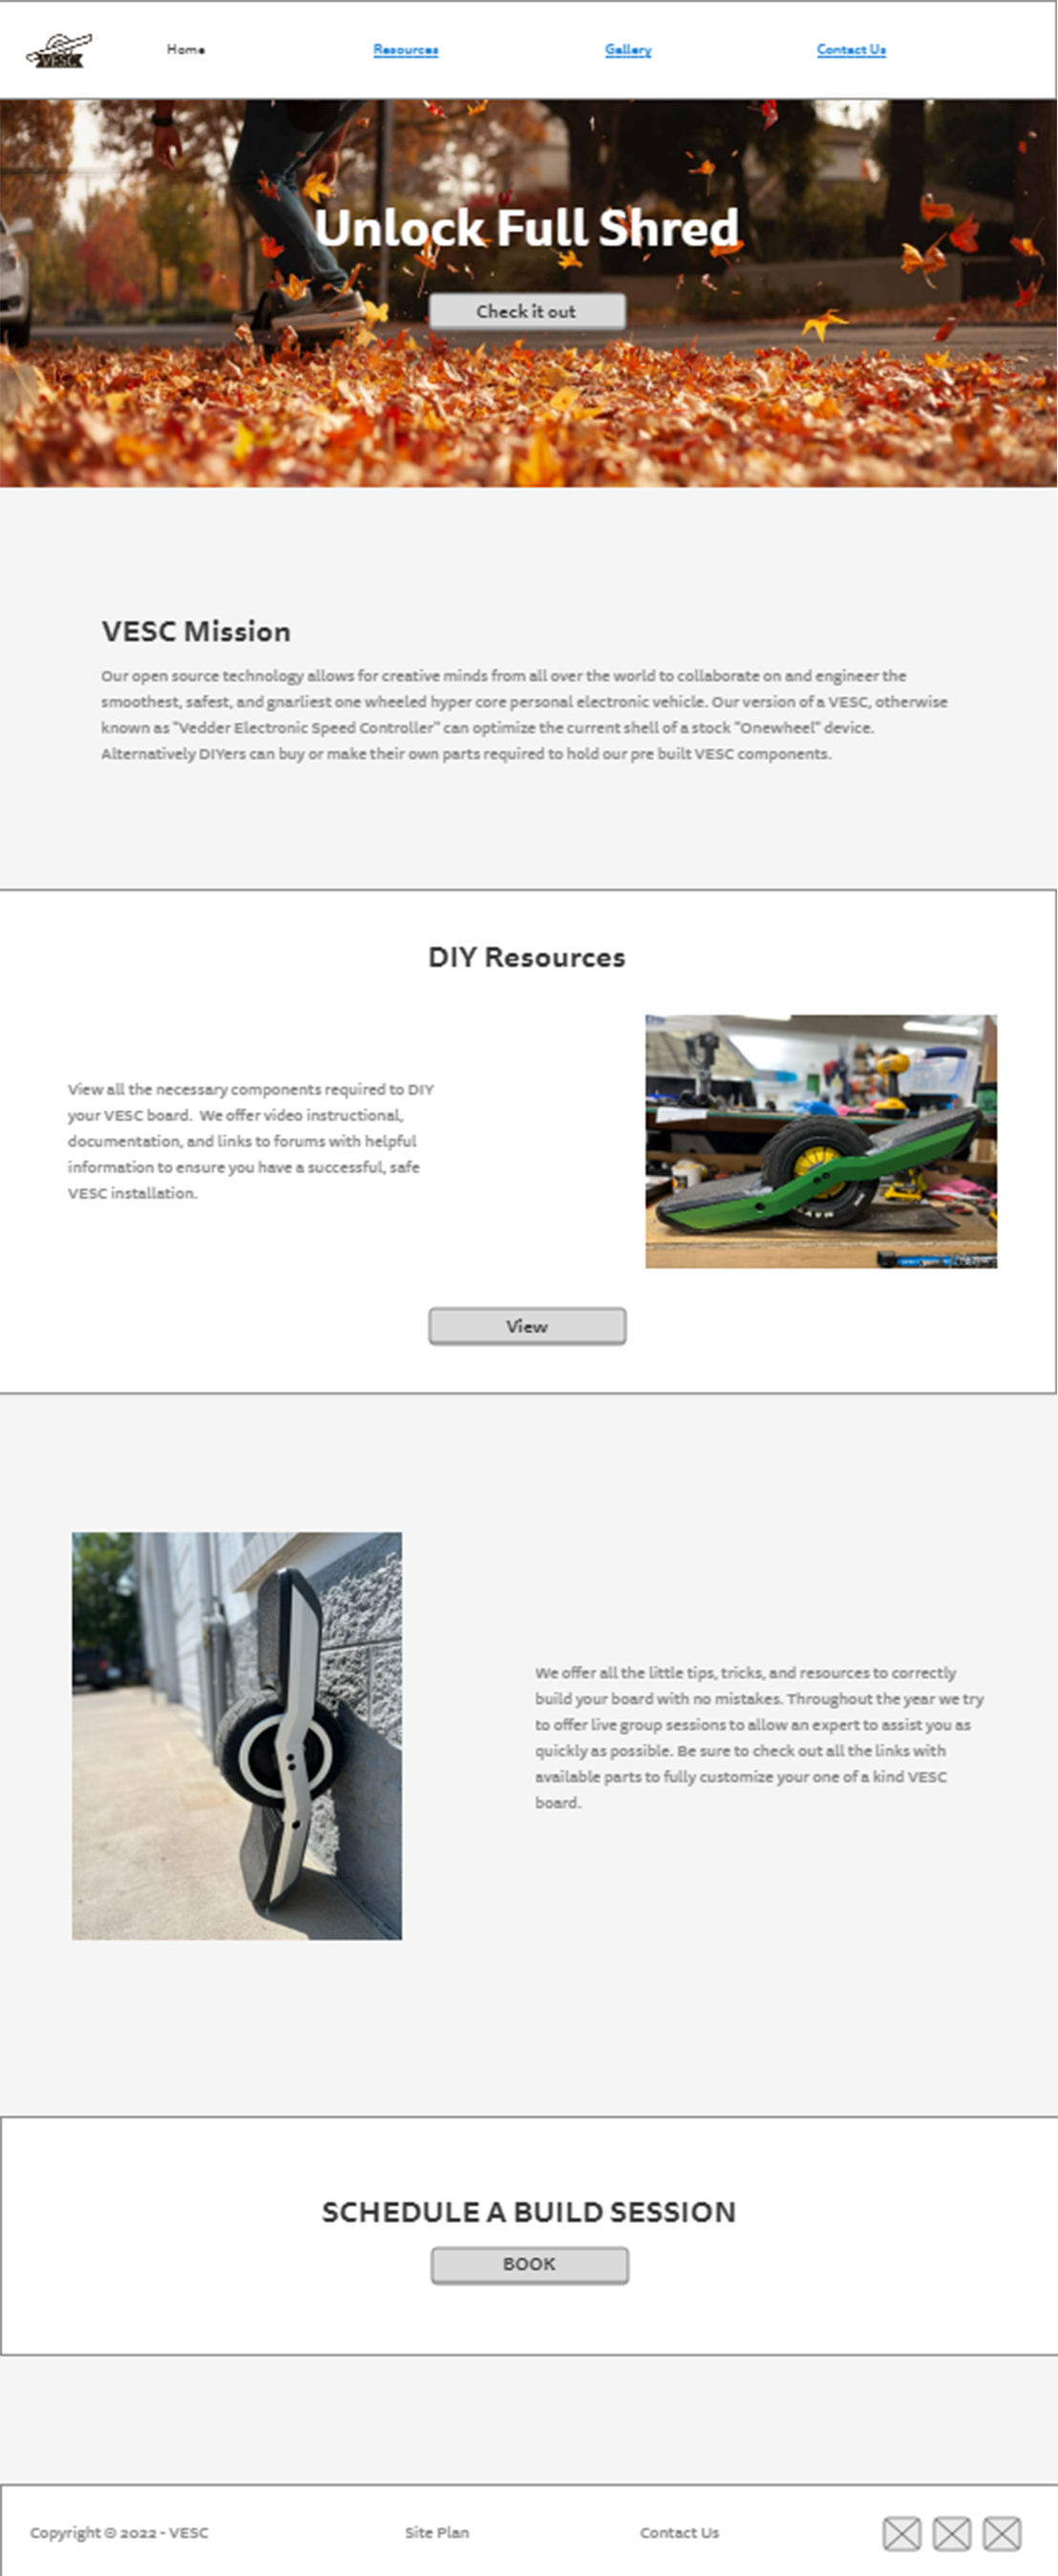 VESC
Home
Resources
Gallery
Contact Us
Unlock Full Shred
Check it out
VESC Mission
Our open source technology allows for creative minds from all over the world to collaborate on and engineer the
smoothest, safest, and gnarliest one wheeled hyper core personal electronic vehicle. Our version of a VESC, otherwise
known as "Vedder Electronic Speed Controller" can optimize the current shell of a stock "Onewheel" device.
Alternatively DIYers can buy or make their own parts required to hold our pre built VESC components.
DIY Resources
View all the necessary components required to DIY
your VESC board.  We offer video instructional,
documentation, and links to forums with helpful
information to ensure you have a successful, safe
VESC installation.
View
We offer all the little tips, tricks, and resources to correctly
build your board with no mistakes. Throughout the year we try
to offer live group sessions to allow an expert to assist you as
quickly as possible. Be sure to check out all the links with
available parts to fully customize your one of a kind VESC
board.
SCHEDULE A BUILD SESSION
BOOK
Copyright © 2022 - VESC
Site Plan
Contact Us